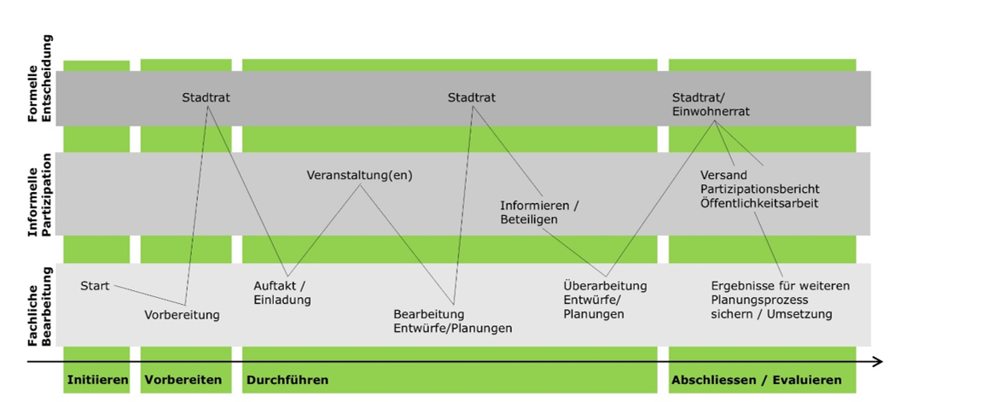 Formelle
Entscheidung
Stadtrat
Stadtrat
Stadtrat/
Einwohnerrat
Informelle
Partizipation
Veranstaltung(en)
Informieren /
Beteiligen
Versand
Partizipationsbericht
Öffentlichkeitsarbeit
Fachliche
Bearbeitung
Start
Vorbereitung
Auftakt /
Einladung
Bearbeitung
Entwürfe/Planungen
Überarbeitung
Entwürfe/
Planungen
Ergebnisse für weiteren
Planungsprozess
sichern / Umsetzung
Initiieren
Vorbereiten
Durchführen
Abschliessen / Evaluieren